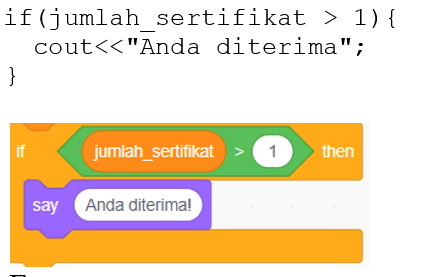 if(jumlah_sertifikat > 1){
cout<<"Anda diterima";
}
if jumlah_sertifikat > 1 then
say Anda diterima!